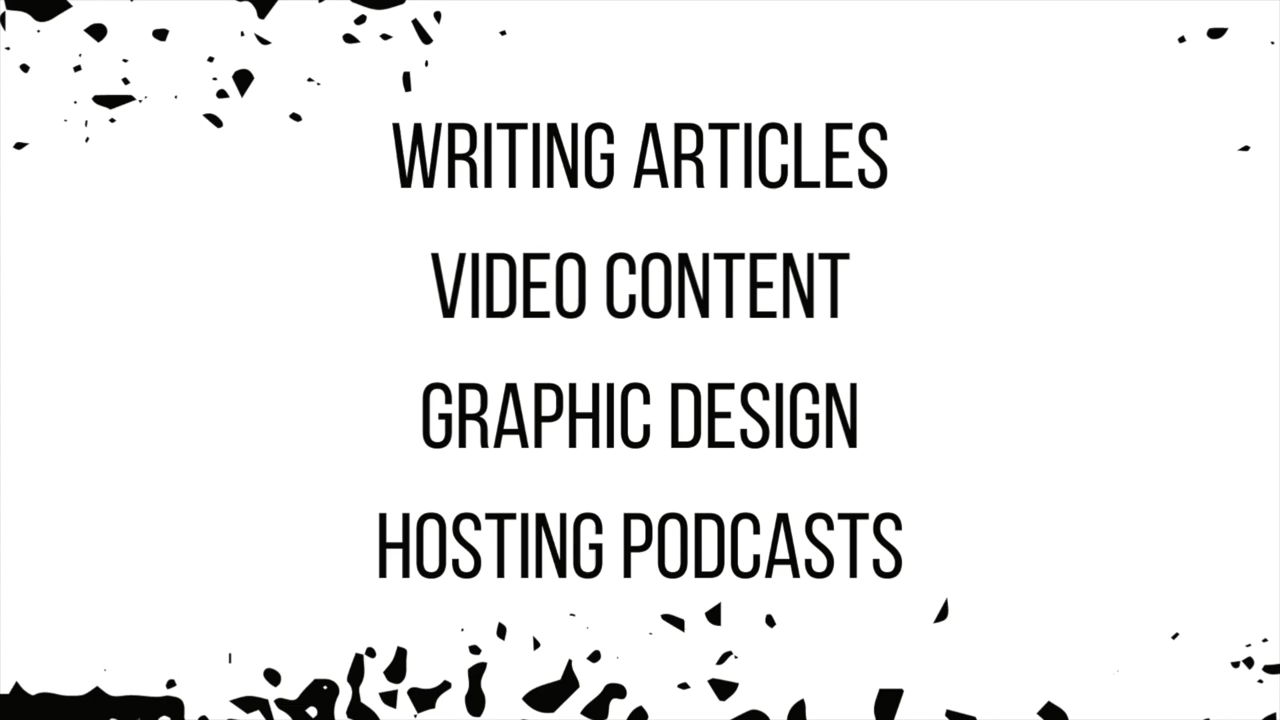 WRITING ARTICLES
VIDEO CONTENT
GRAPHIC DESIGN
HOSTING PODCASTS